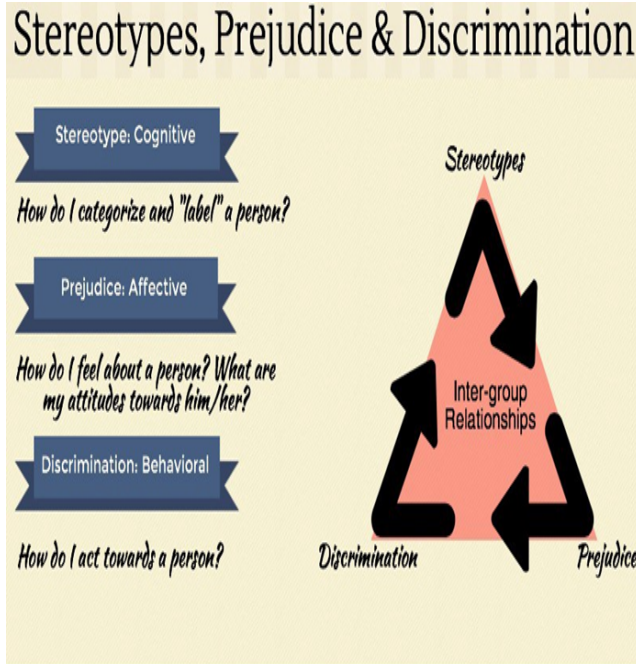 Stereotypes, Prejudice & Discrimination
Stereotype: Cognitive
How do I categorize and "label" a person?
Prejudice: Affective
How do I feel about a person? What are
my attitudes towards him/her?
Discrimination: Behavioral
How do I act towards a person?
Stereotypes
Inter-group
Relationships
Discrimination
Prejudice